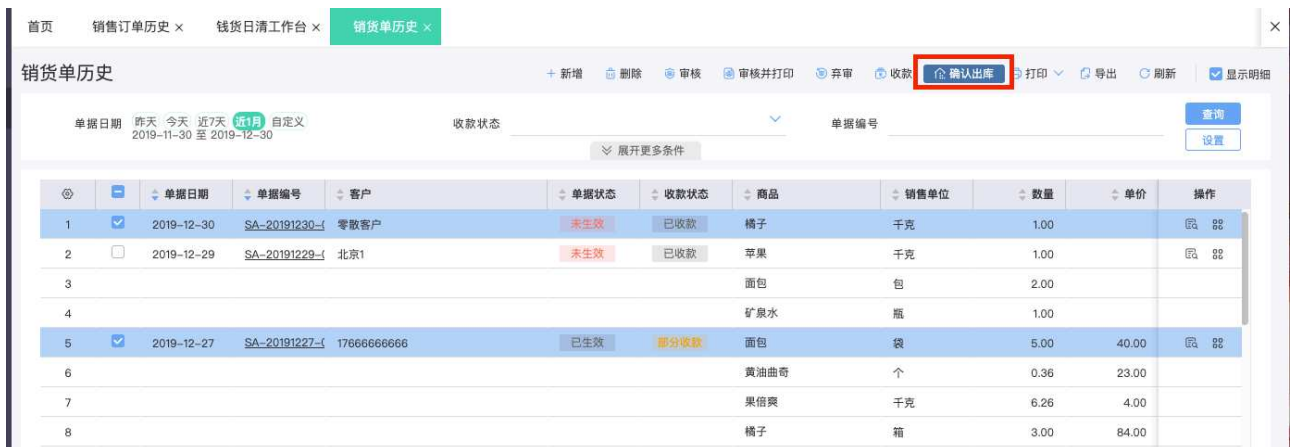 首页 销售订单历史 × 钱货日清工作台 × 销货单历史 × ×
销货单历史 + 新增 删除 审核 审核并打印 弃审 收款 确认出库 打印 导出 刷新 显示明细
单据日期 昨天 今天 近7天 近1月 自定义 收款状态 单据编号 查询
2019-11-30 至 2019-12-30
展开更多条件 设置
单据日期 单据编号 客户 单据状态 收款状态 商品 销售单位 数量 单价 操作
1 2019-12-30 SA-20191230-( 零散客户 未生效 已收款 橘子 千克 1.00
2 2019-12-29 SA-20191229-( 北京1 未生效 已收款 苹果 千克 1.00
3 面包 包 2.00
4 矿泉水 瓶 1.00
5 2019-12-27 SA-20191227-( 17666666666 已生效 部分收款 面包 袋 5.00 40.00
6 黄油曲奇 个 0.36 23.00
7 果倍爽 千克 6.26 4.00
8 橘子 箱 3.00 84.00